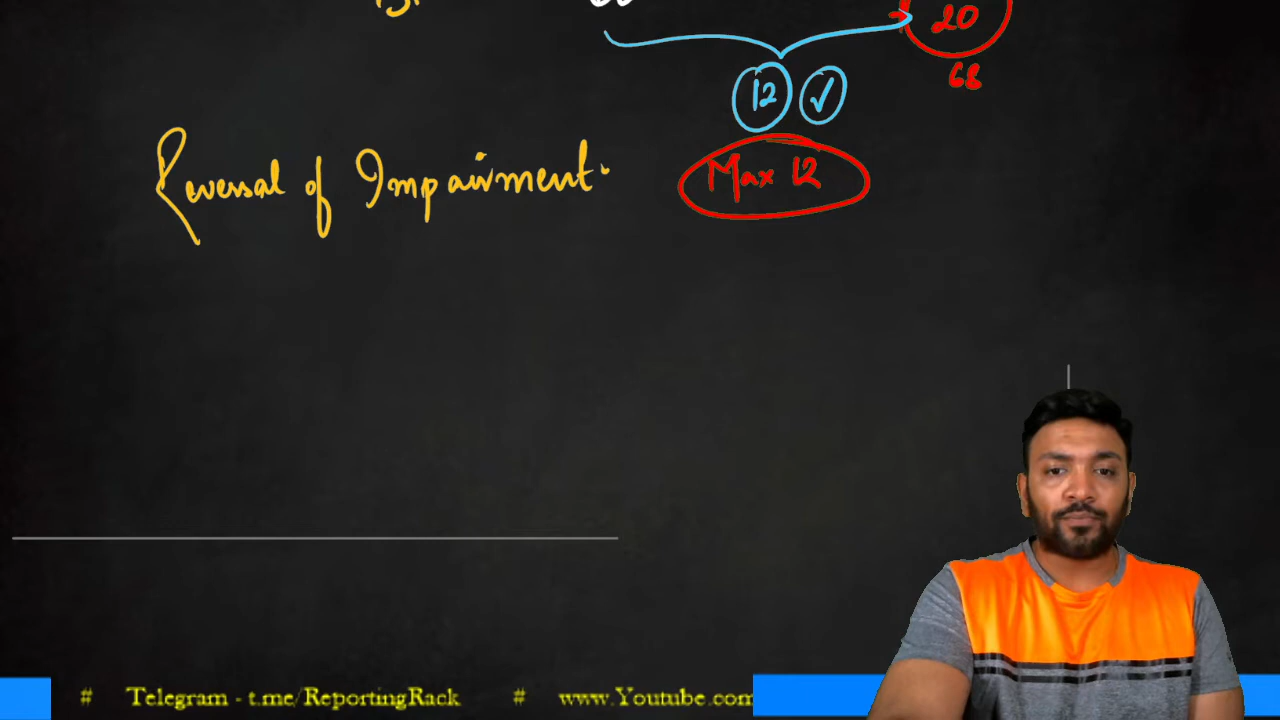 20
68
12 ✓
Reversal of Impairment.
Max 12
# Telegram - t.me/ReportingRack # www.Youtube.com